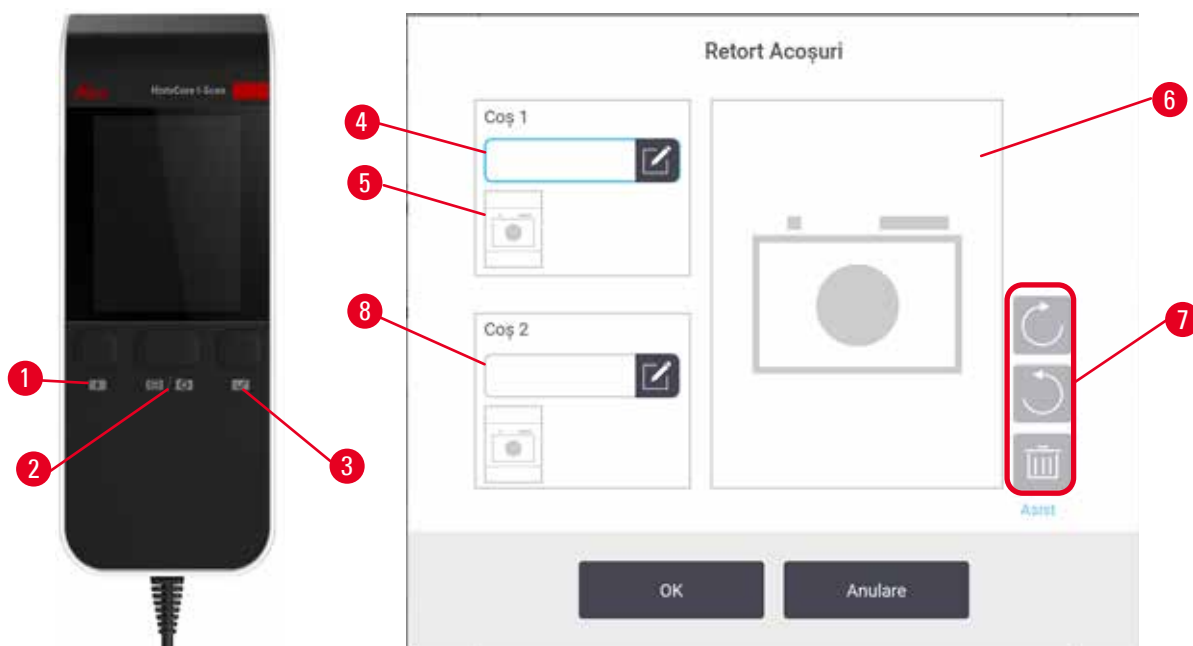 HistoCore I-Scan
1
2
3
Retort Acoșuri
Coș 1
4
5
6
7
8
Coș 2
Asist
OK
Anulare